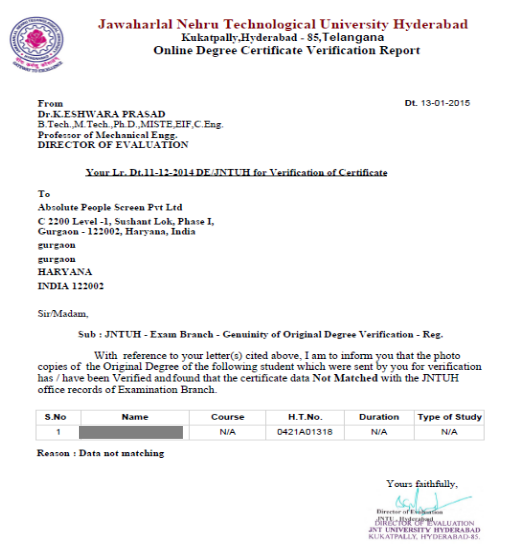 Jawaharlal Nehru Technological University Hyderabad
Kukatpally,Hyderabad - 85,Telangana
Online Degree Certificate Verification Report
From
Dt. 13-01-2015
Dr.K.ESHWARA PRASAD
B.Tech.,M.Tech.,Ph.D.,MISTE,EIF,C.Eng.
Professor of Mechanical Engg.
DIRECTOR OF EVALUATION
Your Lr. Dt.11-12-2014 DE/JNTUH for Verification of Certificate
To
Absolute People Screen Pvt Ltd
C 2200 Level -1, Sushant Lok, Phase I,
Gurgaon - 122002, Haryana, India
gurgaon
gurgaon
HARYANA
INDIA 122002
Sir/Madam,
Sub : JNTUH - Exam Branch - Genuinity of Original Degree Verification - Reg.
With reference to your letter(s) cited above, I am to inform you that the photo
copies of the Original Degree of the following student which were sent by you for verification
has / have been Verified and found that the certificate data Not Matched with the JNTUH
office records of Examination Branch.
S.No Name Course H.T.No. Duration Type of Study
1 N/A 0421A01318 N/A N/A
Reason : Data not matching
Yours faithfully,
Director of Evaluation
JNTU Hyderabad
DIRECTOR OF EVALUATION
JNT UNIVERSITY HYDERABAD
KUKATPALLY, HYDERABAD-85.